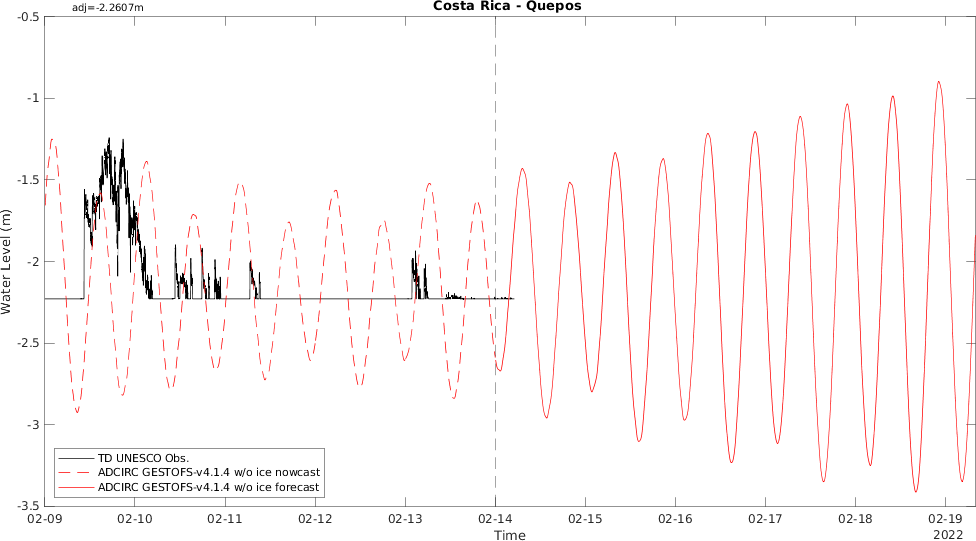 adj=-2.2607m
Costa Rica - Quepos
-0.5
-1
-1.5
-2
-2.5
-3
-3.5
Water Level (m)
TD UNESCO Obs.
ADCIRC GESTOFS-v4.1.4 w/o ice nowcast
ADCIRC GESTOFS-v4.1.4 w/o ice forecast
02-09 02-10 02-11 02-12 02-13 02-14 02-15 02-16 02-17 02-18 02-19
Time
2022